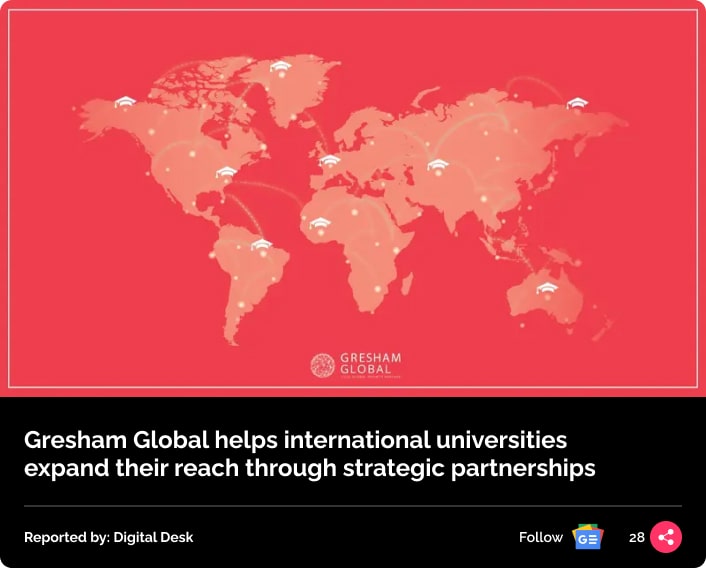 GRESHAM
GLOBAL
Gresham Global helps international universities
expand their reach through strategic partnerships
Reported by: Digital Desk
Follow
GE
28